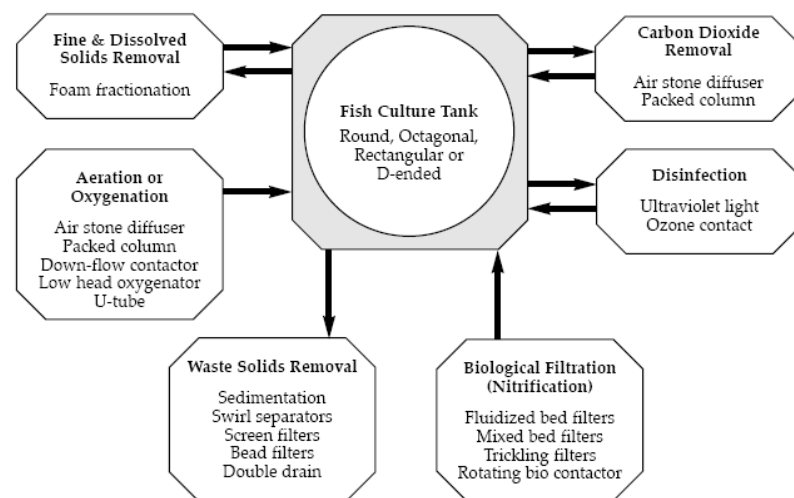 Fine & Dissolved
Solids Removal
Foam fractionation
Carbon Dioxide
Removal
Air stone diffuser
Packed column
Fish Culture Tank
Round, Octagonal,
Rectangular or
D-ended
Aeration or
Oxygenation
Air stone diffuser
Packed column
Down-flow contactor
Low head oxygenator
U-tube
Disinfection
Ultraviolet light
Ozone contact
Waste Solids Removal
Sedimentation
Swirl separators
Screen filters
Bead filters
Double drain
Biological Filtration
(Nitrification)
Fluidized bed filters
Mixed bed filters
Trickling filters
Rotating bio contactor